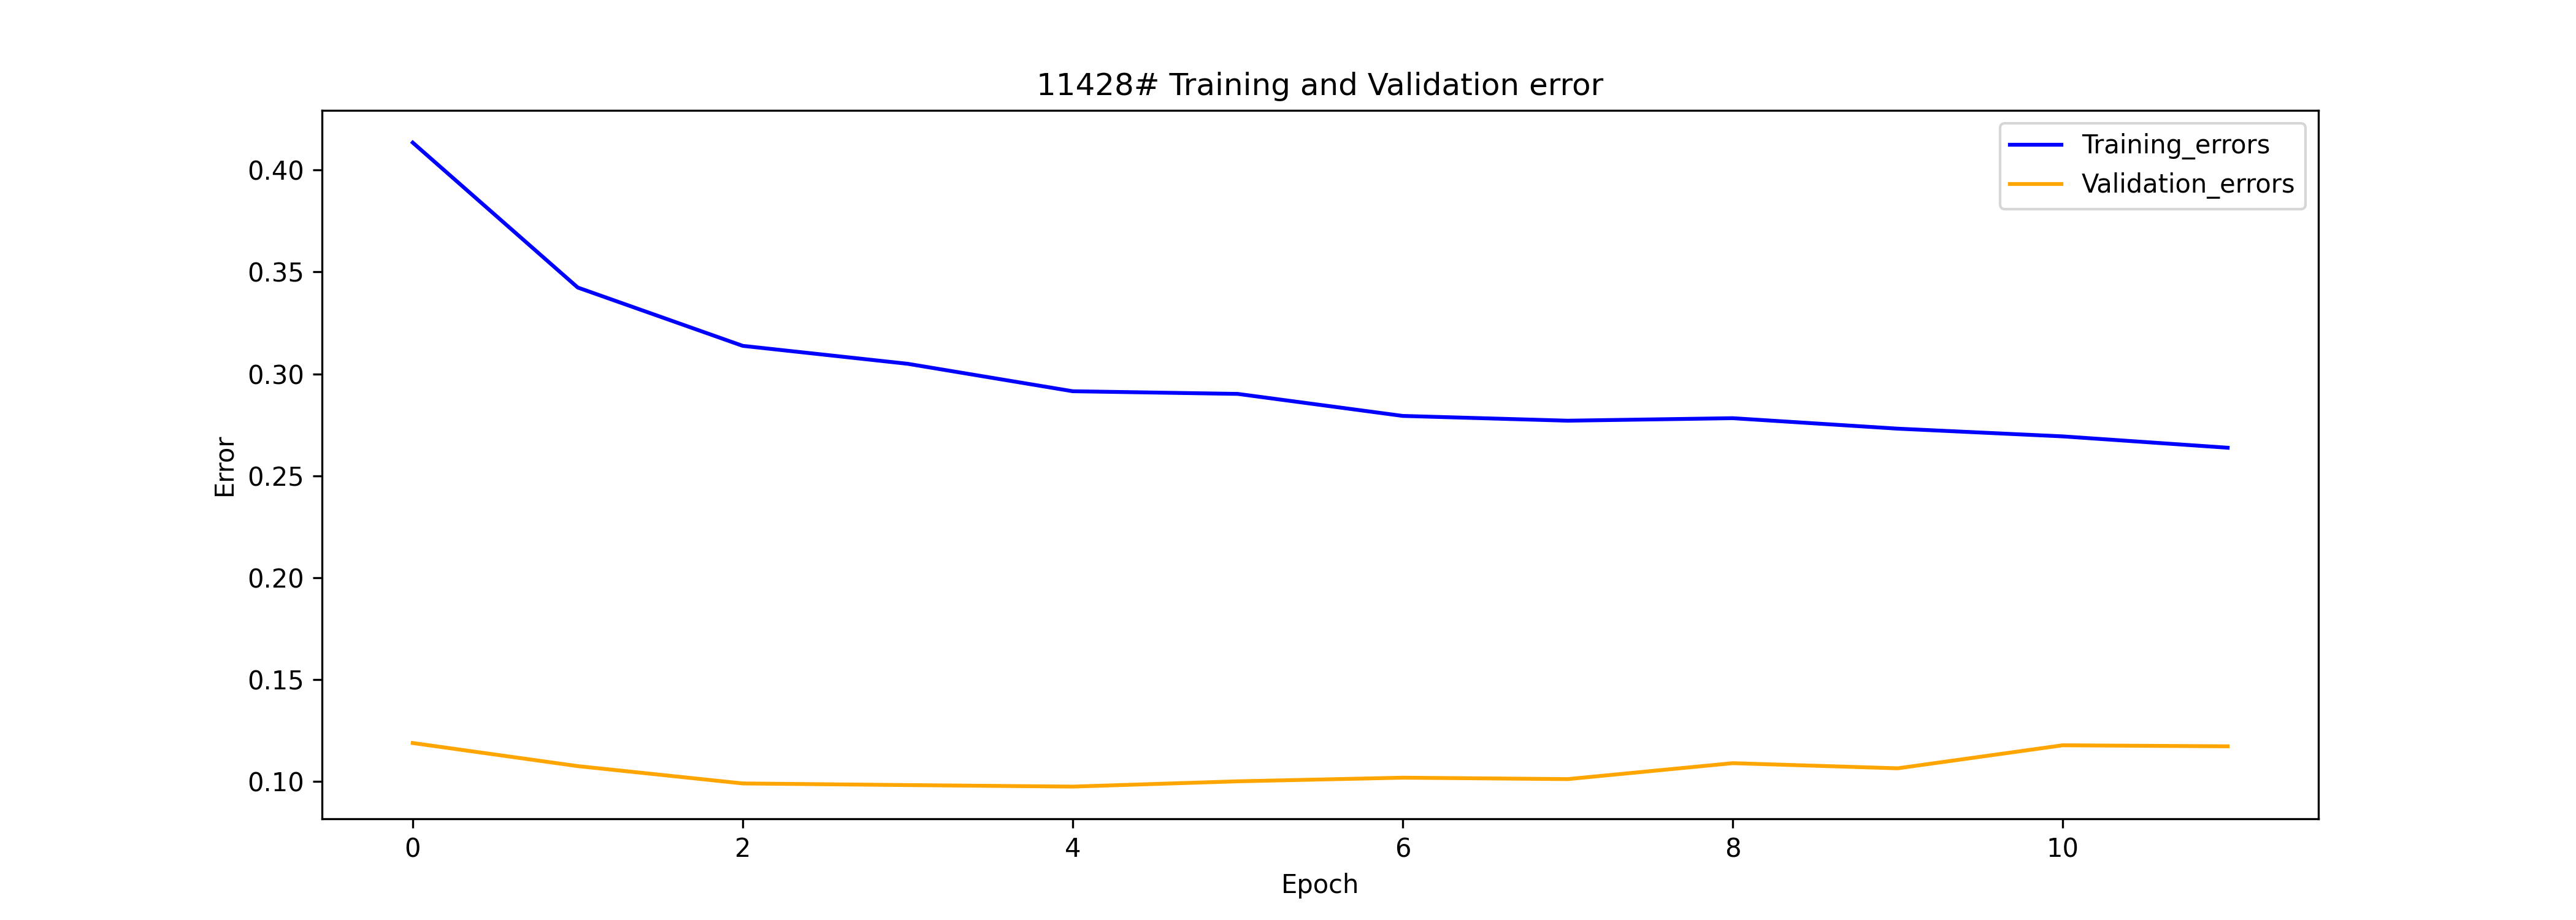 11428# Training and Validation error
Training_errors
Validation_errors
0.40
0.35
0.30
0.25
0.20
0.15
0.10
Error
0 2 4 6 8 10
Epoch